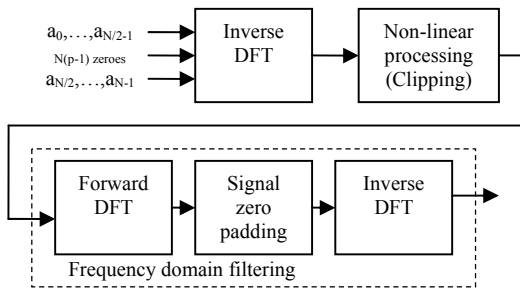 a0,…,aN/2-1
N(p-1) zeroes
aN/2,…,aN-1
Inverse
DFT
Non-linear
processing
(Clipping)
Forward
DFT
Signal
zero
padding
Inverse
DFT
Frequency domain filtering